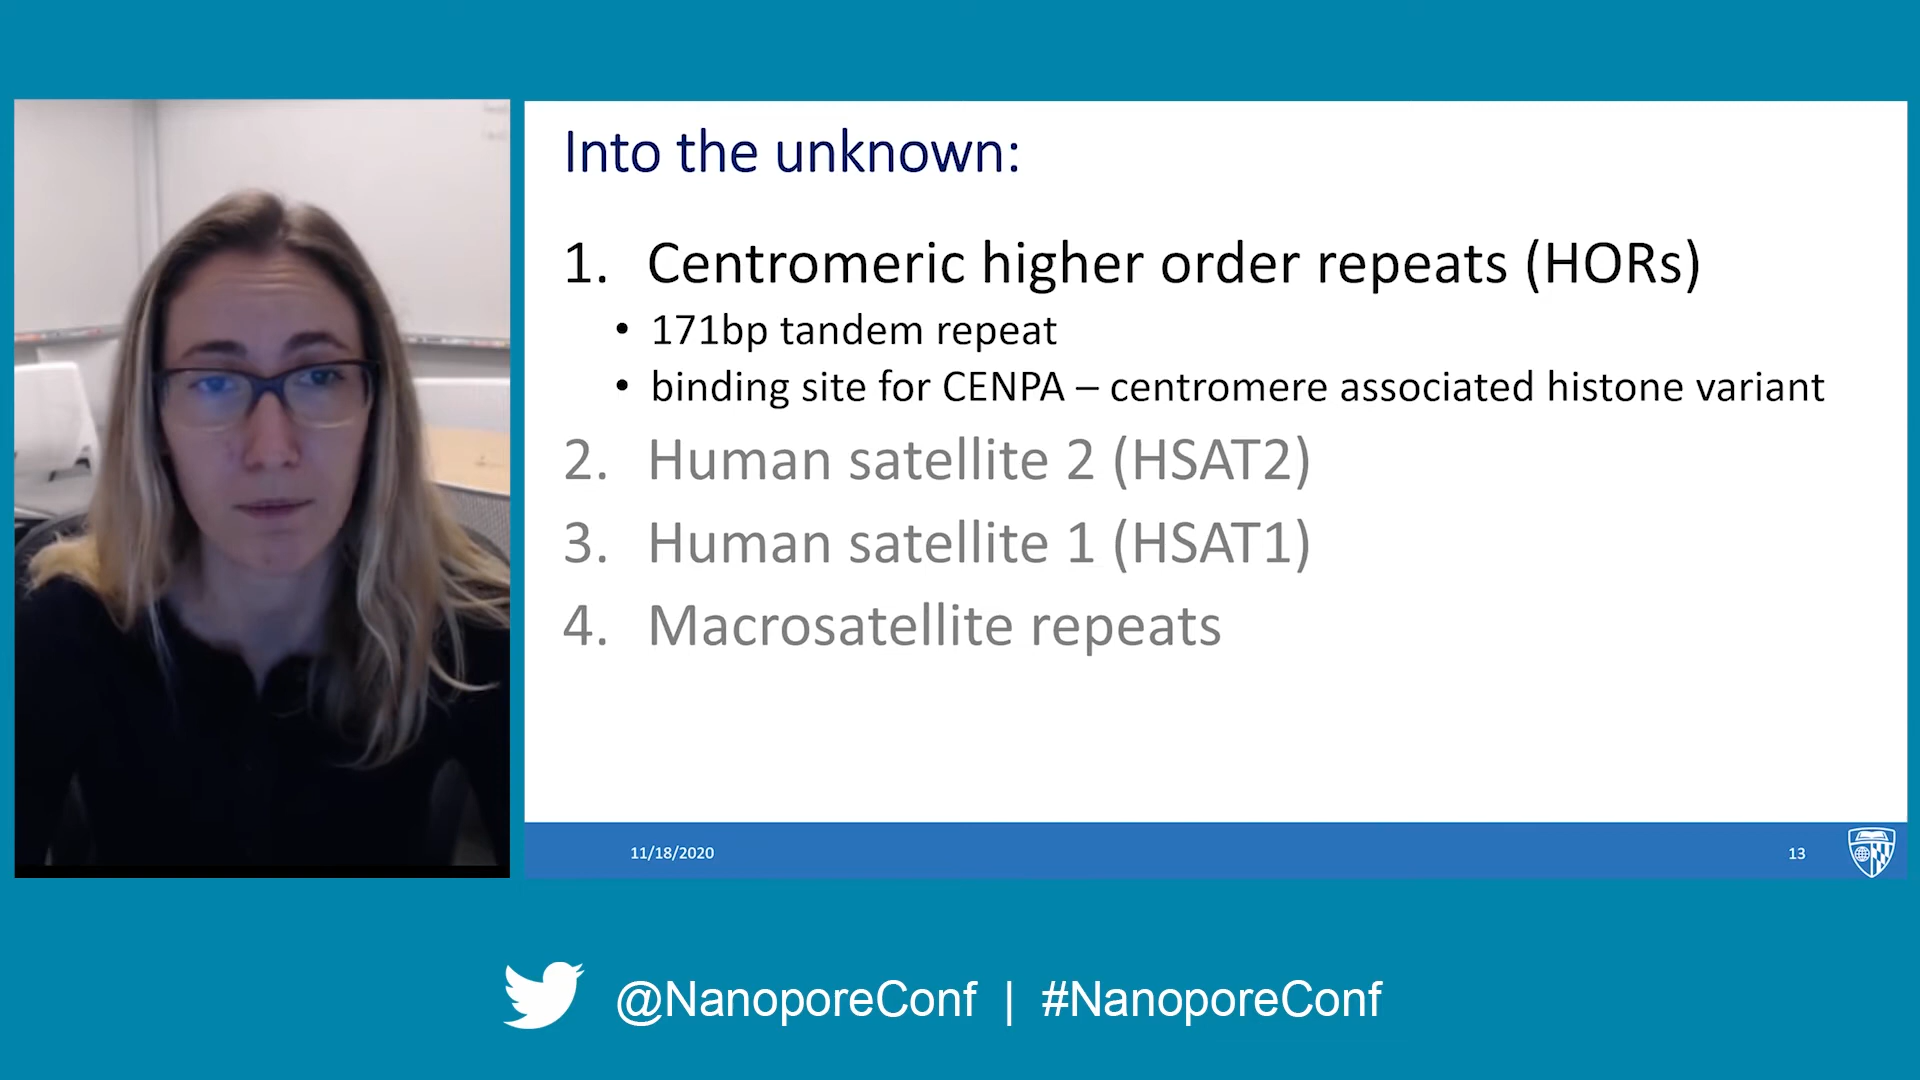 Into the unknown:
1. Centromeric higher order repeats (HORs)
• 171bp tandem repeat
• binding site for CENPA – centromere associated histone variant
2. Human satellite 2 (HSAT2)
3. Human satellite 1 (HSAT1)
4. Macrosatellite repeats
11/18/2020
13
@NanoporeConf | #NanoporeConf